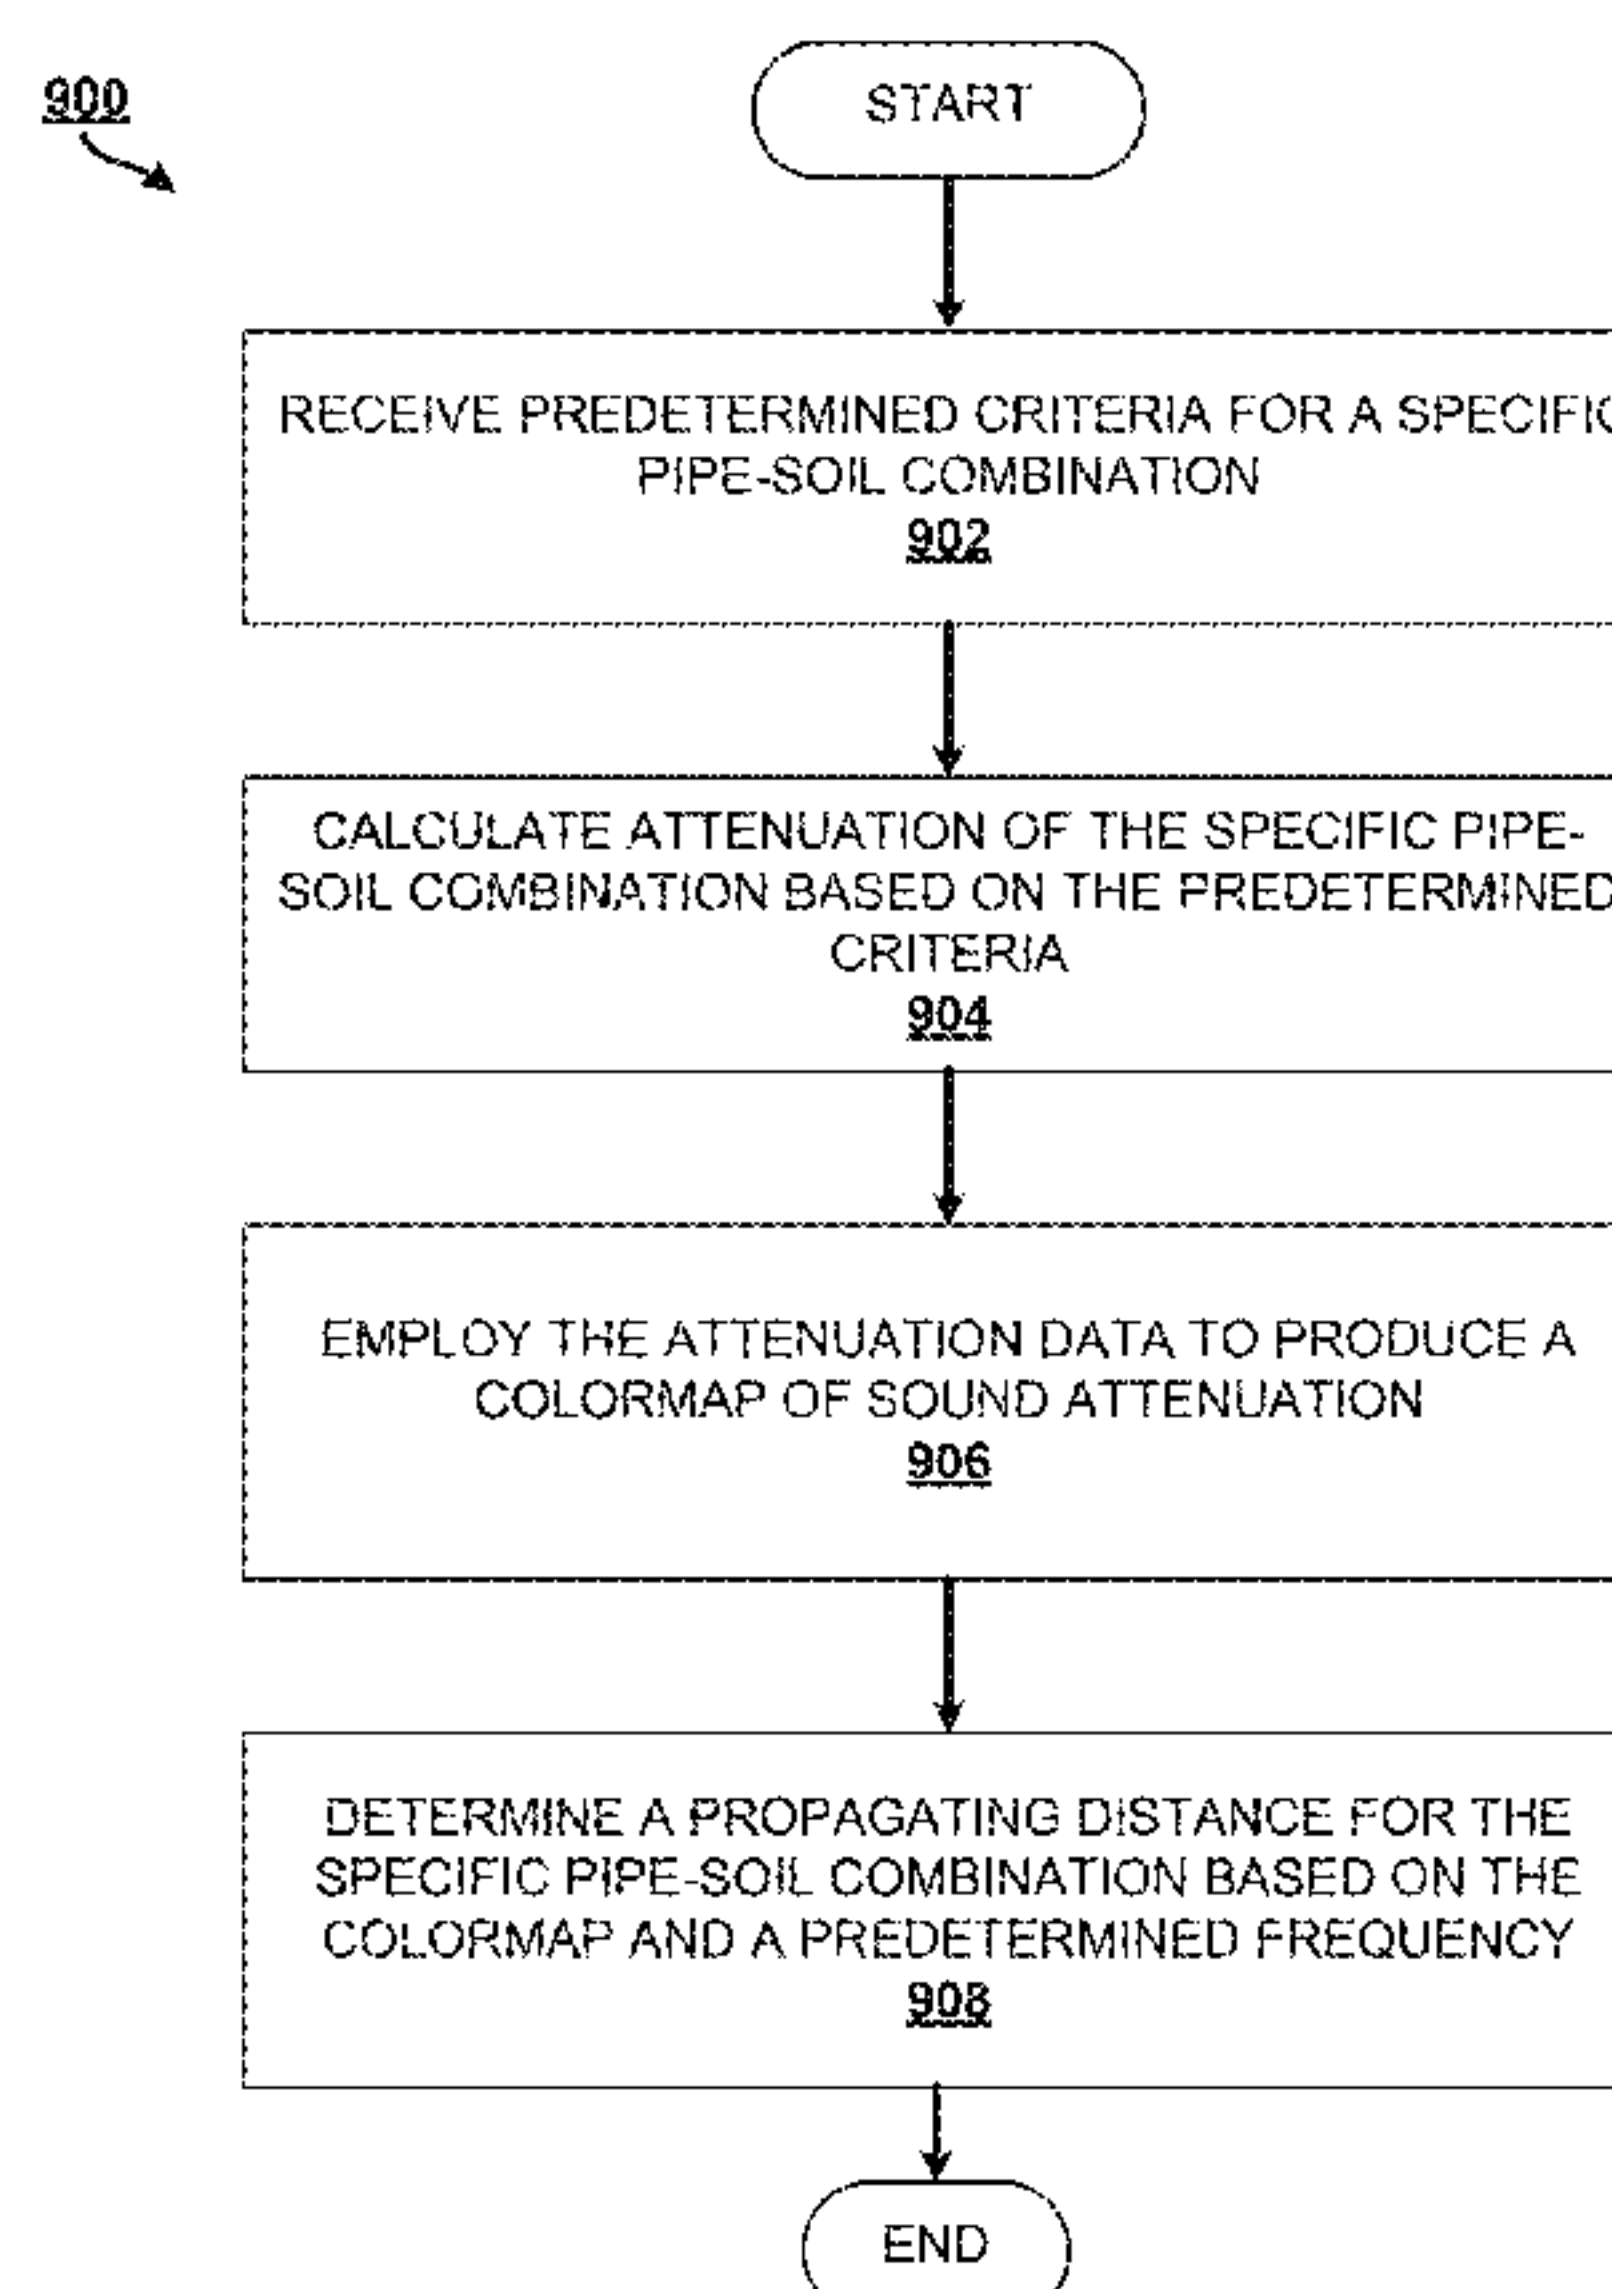 900
START
RECEIVE PREDETERMINED CRITERIA FOR A SPECIFIC
PIPE-SOIL COMBINATION
902
CALCULATE ATTENUATION OF THE SPECIFIC PIPE-
SOIL COMBINATION BASED ON THE PREDETERMINED
CRITERIA
904
EMPLOY THE ATTENUATION DATA TO PRODUCE A
COLORMAP OF SOUND ATTENUATION
906
DETERMINE A PROPAGATING DISTANCE FOR THE
SPECIFIC PIPE-SOIL COMBINATION BASED ON THE
COLORMAP AND A PREDETERMINED FREQUENCY
908
END